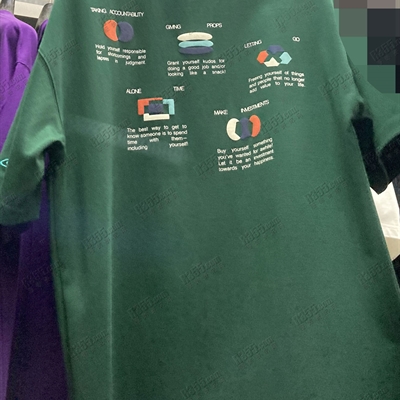 TAKING ACCOUNTABILITY
Hold yourself responsible
for shortcomings and
lapses in judgment
GIVING PROPS
Grant yourself kudos for
doing a good job and/or
looking like a snack!
LETTING GO
Freeing yourself of things
and people that no longer
add value to your life.
ALONE TIME
The best way to get to
know someone is to spend
time with them—
including yourself!
MAKE INVESTMENTS
Buy yourself something
you've wanted for awhile!
Let it be an investment
towards your happiness.